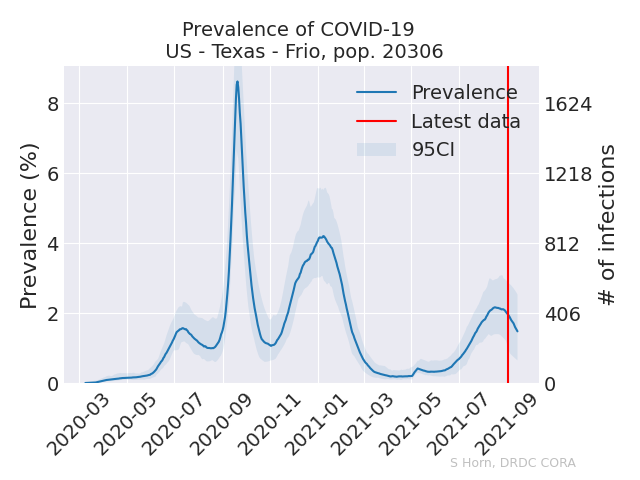 Prevalence of COVID-19
US - Texas - Frio, pop. 20306
Prevalence
Latest data
95CI
Prevalence (%)
8
6
4
2
0
1624
1218
812
406
0
# of infections
2020-03
2020-05
2020-07
2020-09
2020-11
2021-01
2021-03
2021-05
2021-07
2021-09
S Horn, DRDC CORA